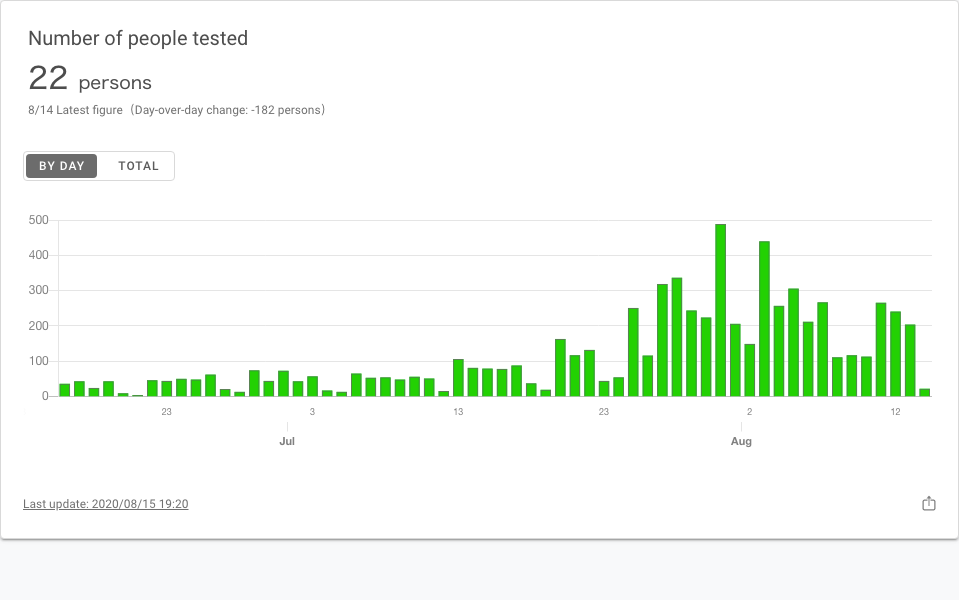 Number of people tested
22 persons
8/14 Latest figure（Day-over-day change: -182 persons）
BY DAY TOTAL
500
400
300
200
100
0
23 3 13 23 2 12
Jul Aug
Last update: 2020/08/15 19:20